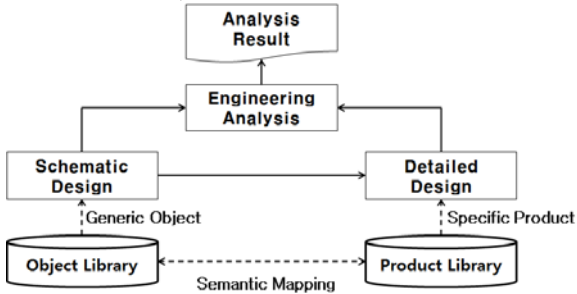 Analysis
Result
Engineering
Analysis
Schematic
Design
Detailed
Design
Generic Object
Specific Product
Object Library
Product Library
Semantic Mapping